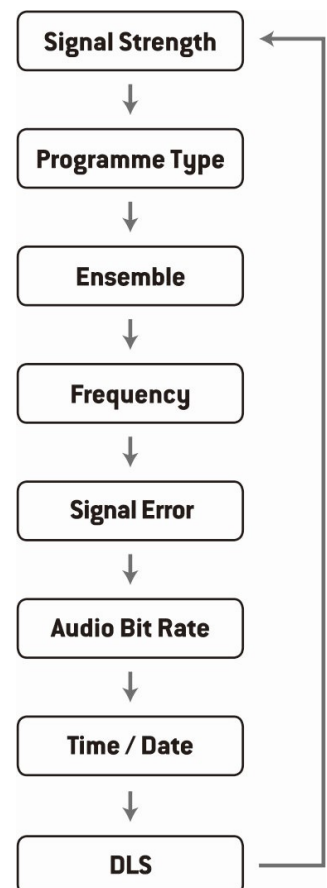 Signal Strength
Programme Type
Ensemble
Frequency
Signal Error
Audio Bit Rate
Time / Date
DLS